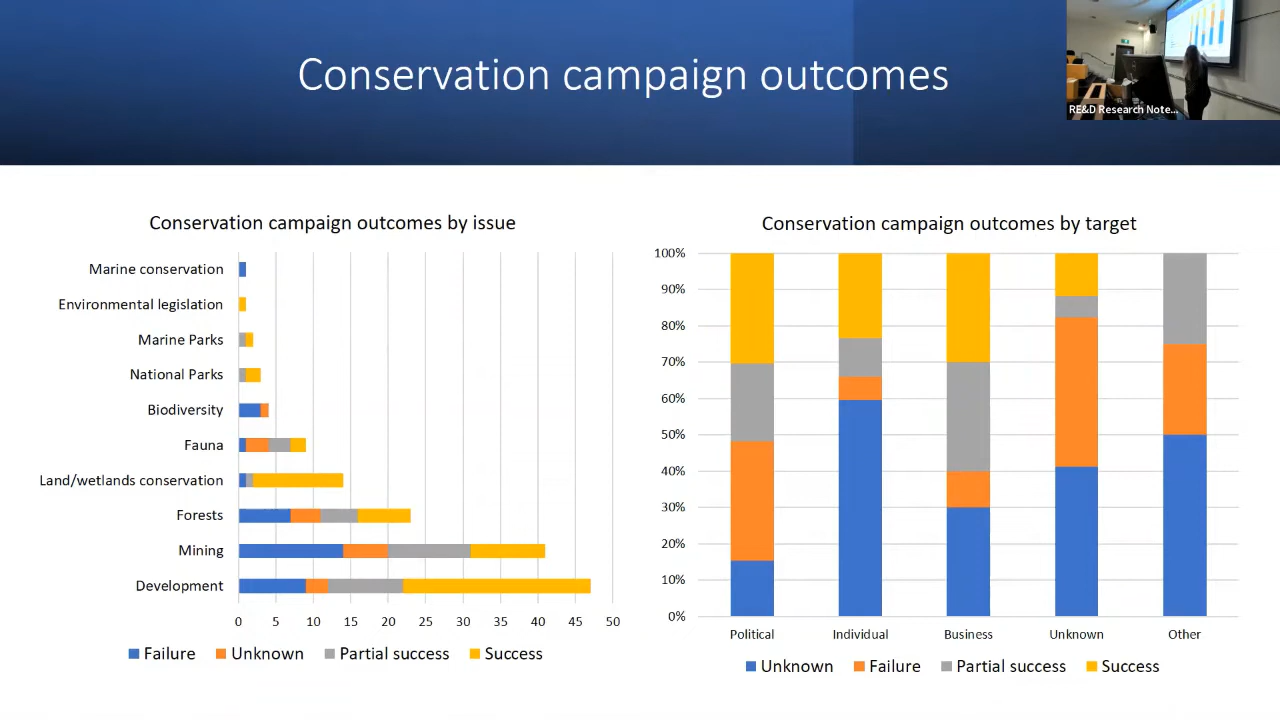 Conservation campaign outcomes
RE&D Research Note...
Conservation campaign outcomes by issue
Marine conservation
Environmental legislation
Marine Parks
National Parks
Biodiversity
Fauna
Land/wetlands conservation
Forests
Mining
Development
0 5 10 15 20 25 30 35 40 45 50
Failure Unknown Partial success Success
Conservation campaign outcomes by target
100%
90%
80%
70%
60%
50%
40%
30%
20%
10%
0%
Political Individual Business Unknown Other
Unknown Failure Partial success Success